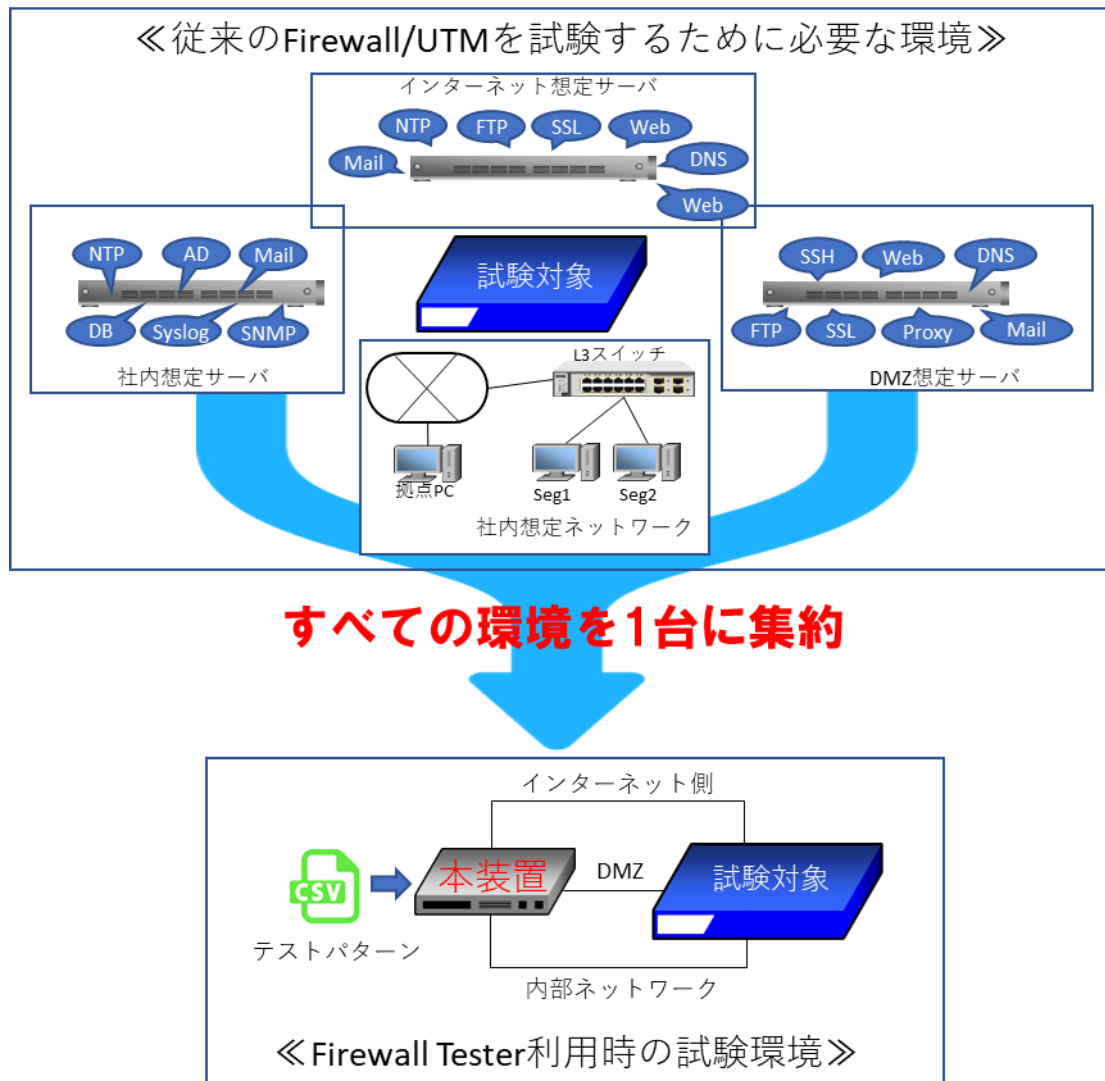 ≪従来のFirewall/UTMを試験するために必要な環境≫
インターネット想定サーバ
NTP
FTP
SSL
Web
Mail
DNS
Web
NTP
AD
Mail
DB
Syslog
SNMP
社内想定サーバ
試験対象
SSH
Web
DNS
FTP
SSL
Proxy
Mail
DMZ想定サーバ
L3スイッチ
拠点PC
Seg1
Seg2
社内想定ネットワーク
すべての環境を1台に集約
インターネット側
CSV
本装置
DMZ
試験対象
テストパターン
内部ネットワーク
≪Firewall Tester利用時の試験環境≫